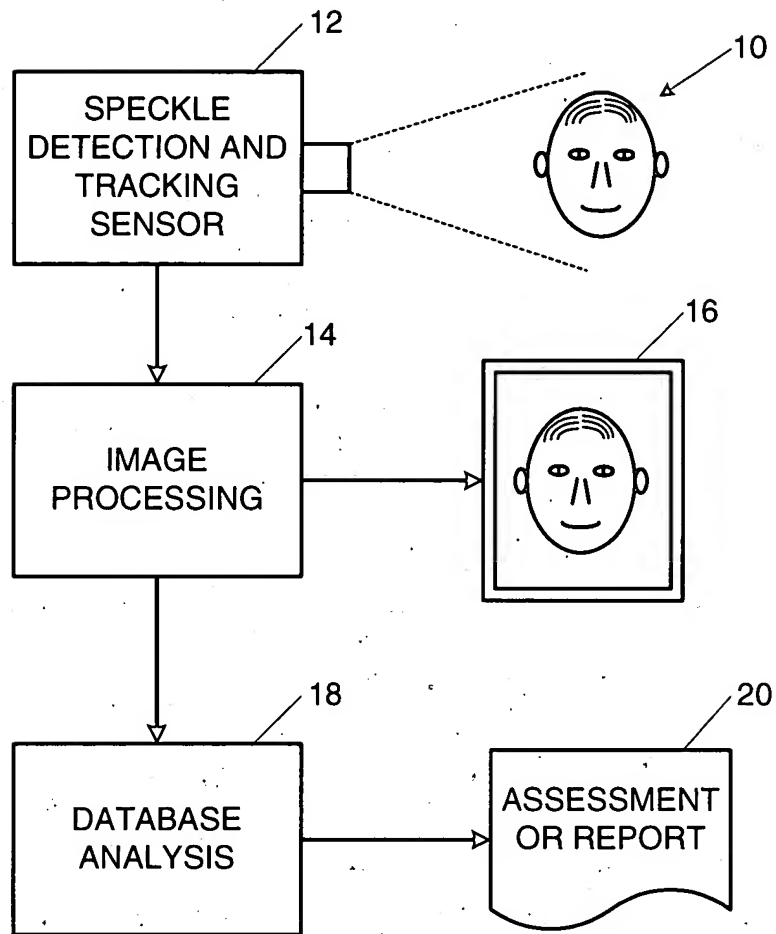 12
10
SPECKLE
DETECTION AND
TRACKING
SENSOR
14
16
IMAGE
PROCESSING
18
20
DATABASE
ANALYSIS
ASSESSMENT
OR REPORT